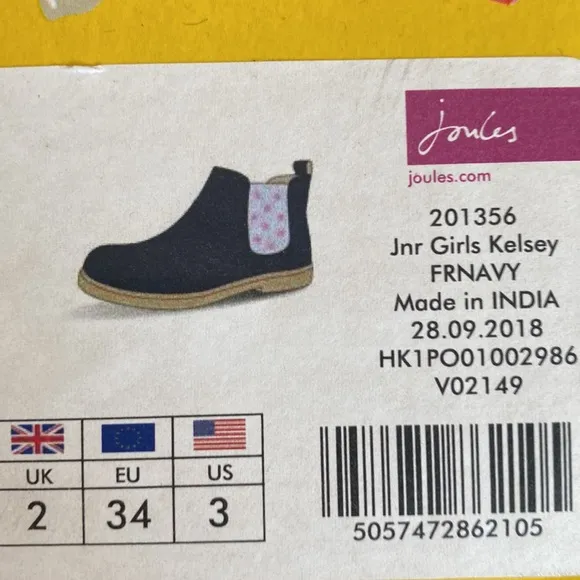 Joules
joules.com
201356
Jnr Girls Kelsey
FRNAVY
Made in INDIA
28.09.2018
HK1PO01002986
V02149
UK EU US
2 34 3
5057472862105